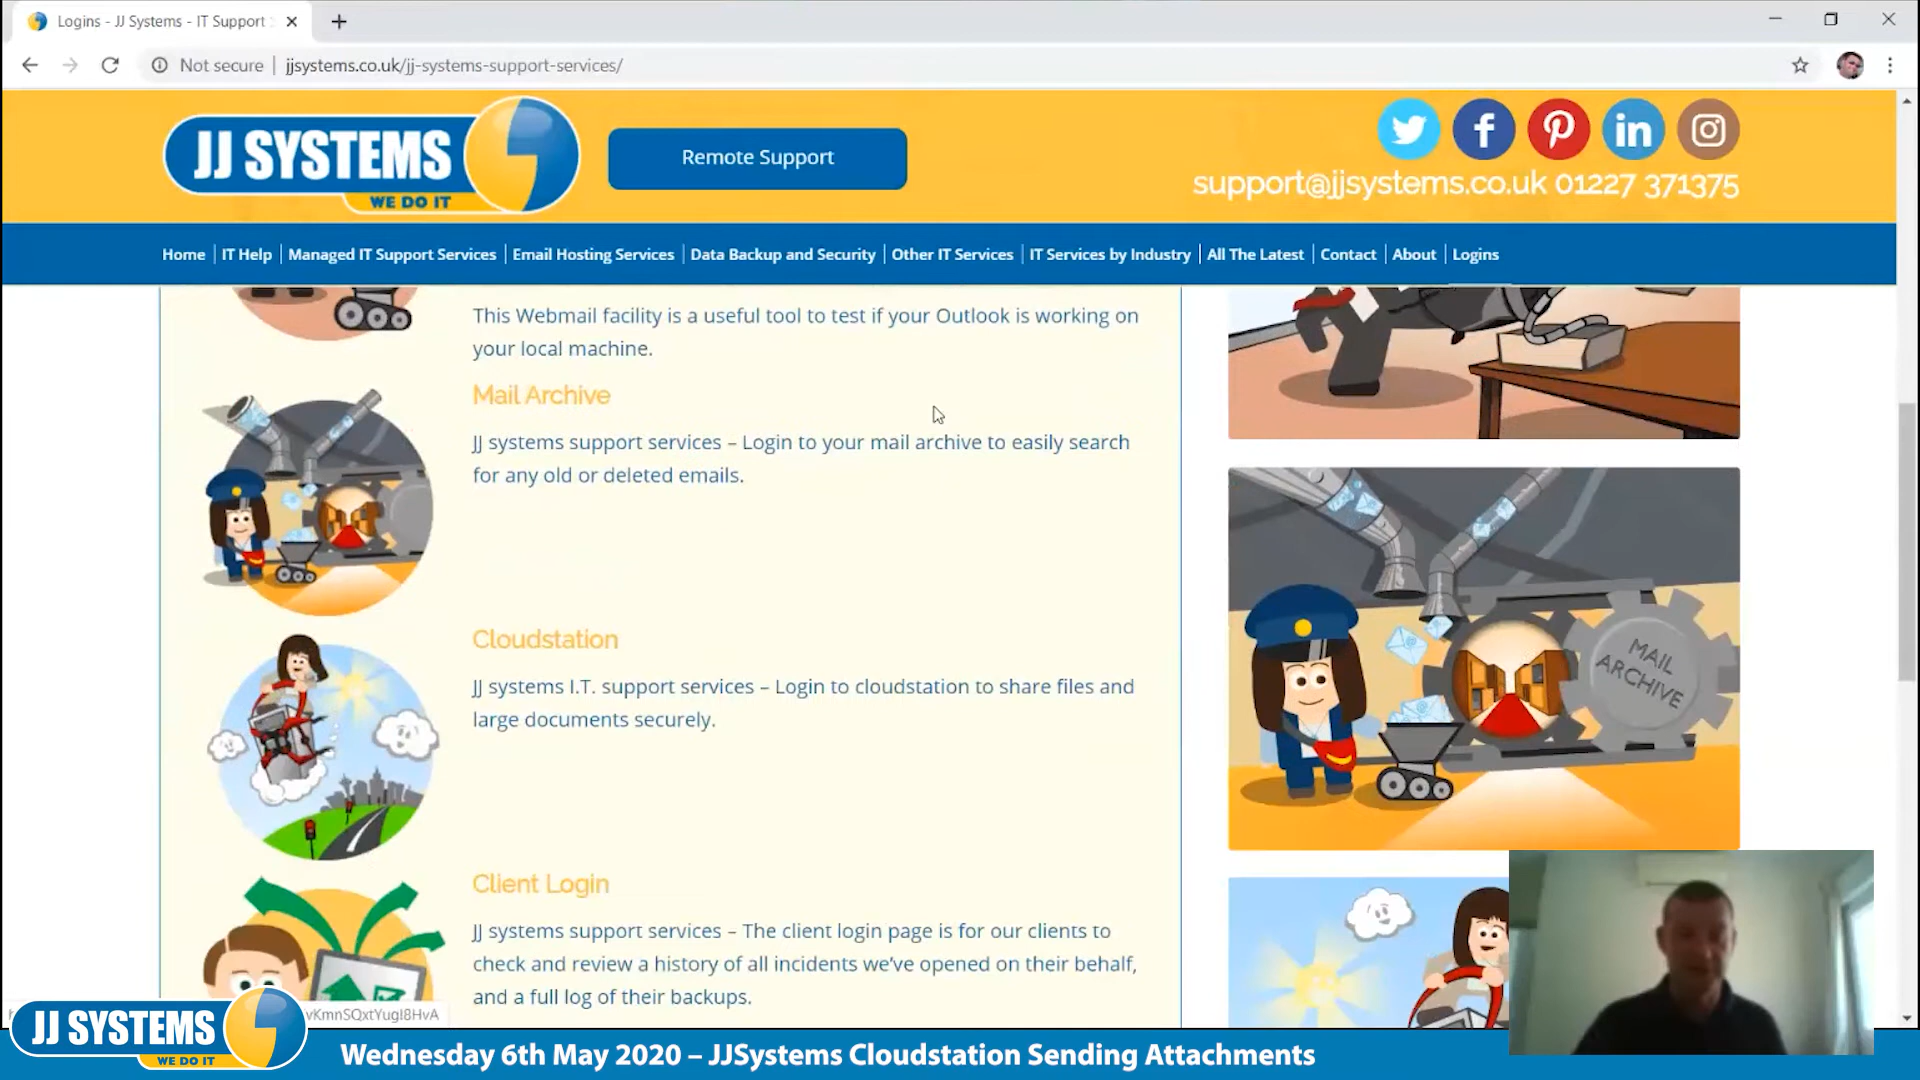 Logins - JJ Systems - IT Support
Not secure | jjsystems.co.uk/jj-systems-support-services/
JJ SYSTEMS
WE DO IT
Remote Support
support@jjsystems.co.uk 01227 371375
Home | IT Help | Managed IT Support Services | Email Hosting Services | Data Backup and Security | Other IT Services | IT Services by Industry | All The Latest | Contact | About | Logins
This Webmail facility is a useful tool to test if your Outlook is working on
your local machine.
Mail Archive
JJ systems support services – Login to your mail archive to easily search
for any old or deleted emails.
MAIL
ARCHIVE
Cloudstation
JJ systems I.T. support services – Login to cloudstation to share files and
large documents securely.
Client Login
JJ systems support services – The client login page is for our clients to
check and review a history of all incidents we've opened on their behalf,
and a full log of their backups.
vKmnSQxtYugI8HvA
JJ SYSTEMS
WE DO IT
Wednesday 6th May 2020 – JJSystems Cloudstation Sending Attachments